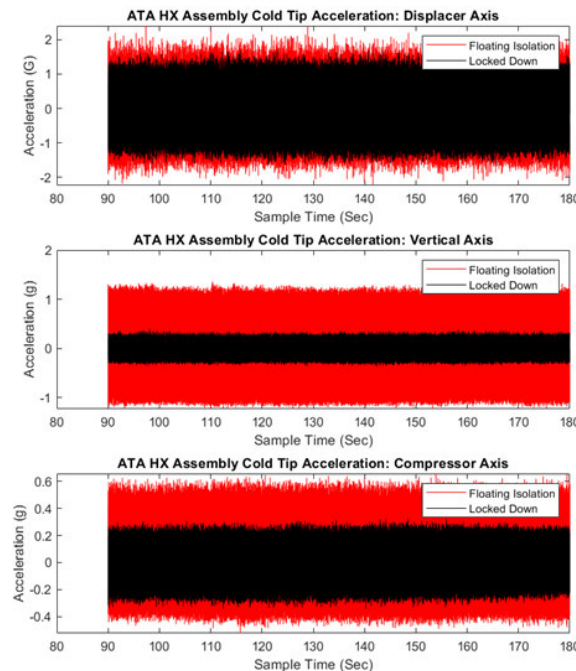 ATA HX Assembly Cold Tip Acceleration: Displacer Axis
Acceleration (G)
2
1
0
-1
-2
Floating Isolation
Locked Down
80 90 100 110 120 130 140 150 160 170 180
Sample Time (Sec)
ATA HX Assembly Cold Tip Acceleration: Vertical Axis
Acceleration (g)
2
1
0
-1
Floating Isolation
Locked Down
80 90 100 110 120 130 140 150 160 170 180
Sample Time (Sec)
ATA HX Assembly Cold Tip Acceleration: Compressor Axis
Acceleration (g)
0.6
0.4
0.2
0
-0.2
-0.4
Floating Isolation
Locked Down
80 90 100 110 120 130 140 150 160 170 180
Sample Time (Sec)